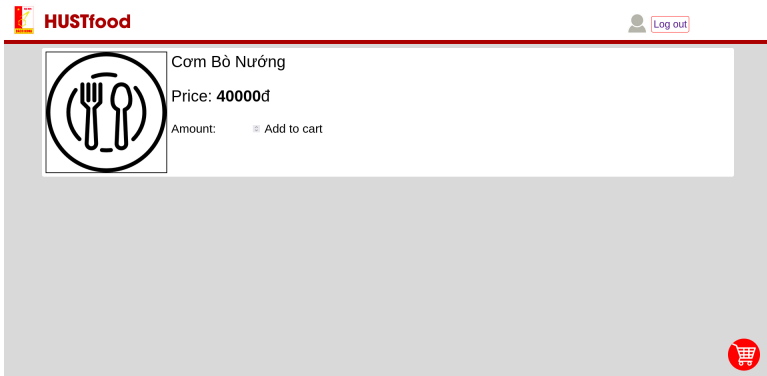 HUSTfood
Log out
Cơm Bò Nướng
Price: 40000đ
Amount: Add to cart